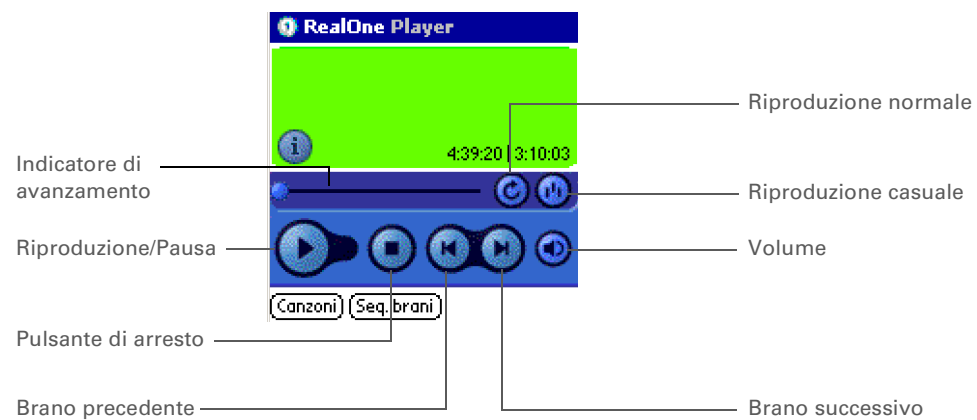 RealOne Player
Riproduzione normale
4:39:20 | 3:10:03
Indicatore di
avanzamento
Riproduzione casuale
Riproduzione/Pausa
Volume
Canzoni Seq. brani
Pulsante di arresto
Brano precedente
Brano successivo